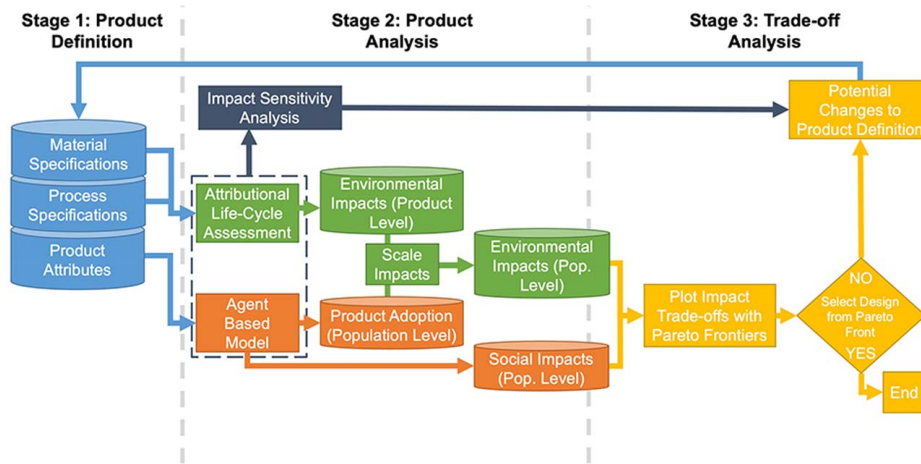 Stage 1: Product
Definition
Stage 2: Product
Analysis
Stage 3: Trade-off
Analysis
Impact Sensitivity
Analysis
Potential
Changes to
Product Definition
Material
Specifications
Process
Specifications
Product
Attributes
Attributional
Life-Cycle
Assessment
Environmental
Impacts (Product
Level)
Scale
Impacts
Environmental
Impacts (Pop.
Level)
Agent
Based
Model
Product Adoption
(Population Level)
Social Impacts
(Pop. Level)
Plot Impact
Trade-offs with
Pareto Frontiers
NO
Select Design
from Pareto
Front
YES
End